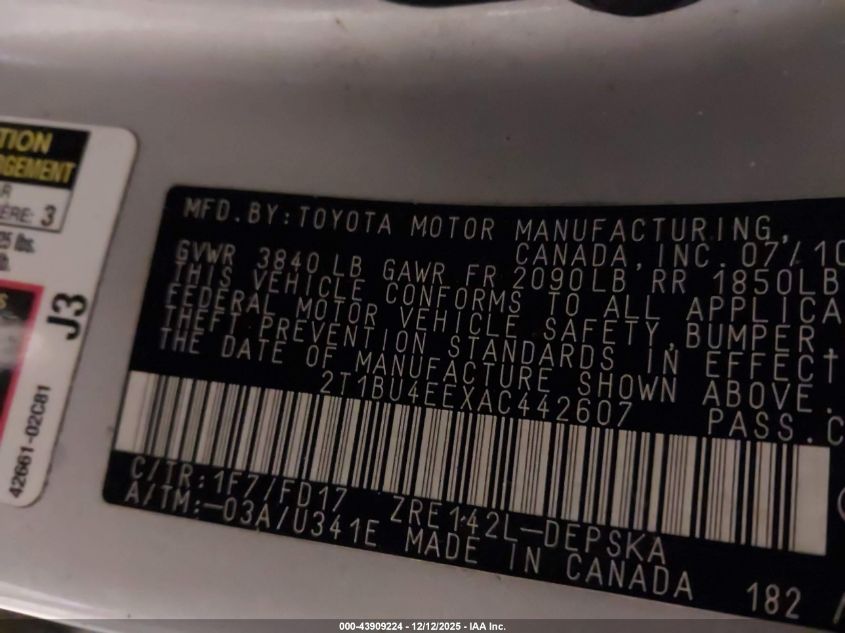 TION
GEMENT
R
ERE: 3
J3
42661-02C81
MFD.BY:TOYOTA MOTOR MANUFACTURING,
CANADA,INC.07/10
GVWR 3840LB GAWR FR 2090LB RR 1850LB
THIS VEHICLE CONFORMS TO ALL APPLICA
FEDERAL MOTOR VEHICLE SAFETY,BUMPER
THEFT PREVENTION STANDARDS IN EFFECT
THE DATE OF MANUFACTURE SHOWN ABOVE.
2T1BU4EEXAC442607 PASS.C
C/TR:1F7/FD17 ZRE142L-DEPSKA
A/TM:-03A/U341E MADE IN CANADA 182
000-43909224 - 12/12/2025 - IAA Inc.